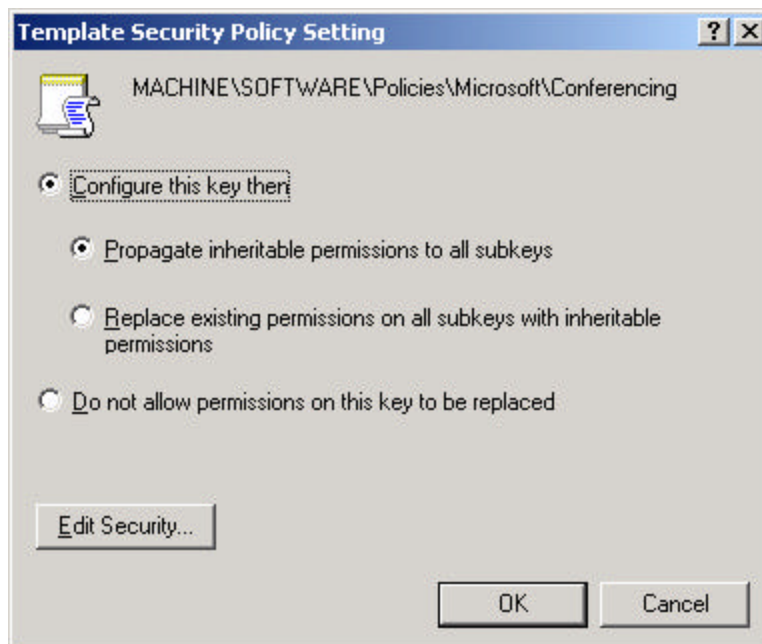 Template Security Policy Setting
MACHINE\SOFTWARE\Policies\Microsoft\Conferencing
Configure this key then
Propagate inheritable permissions to all subkeys
Replace existing permissions on all subkeys with inheritable
permissions
Do not allow permissions on this key to be replaced
Edit Security...
OK
Cancel